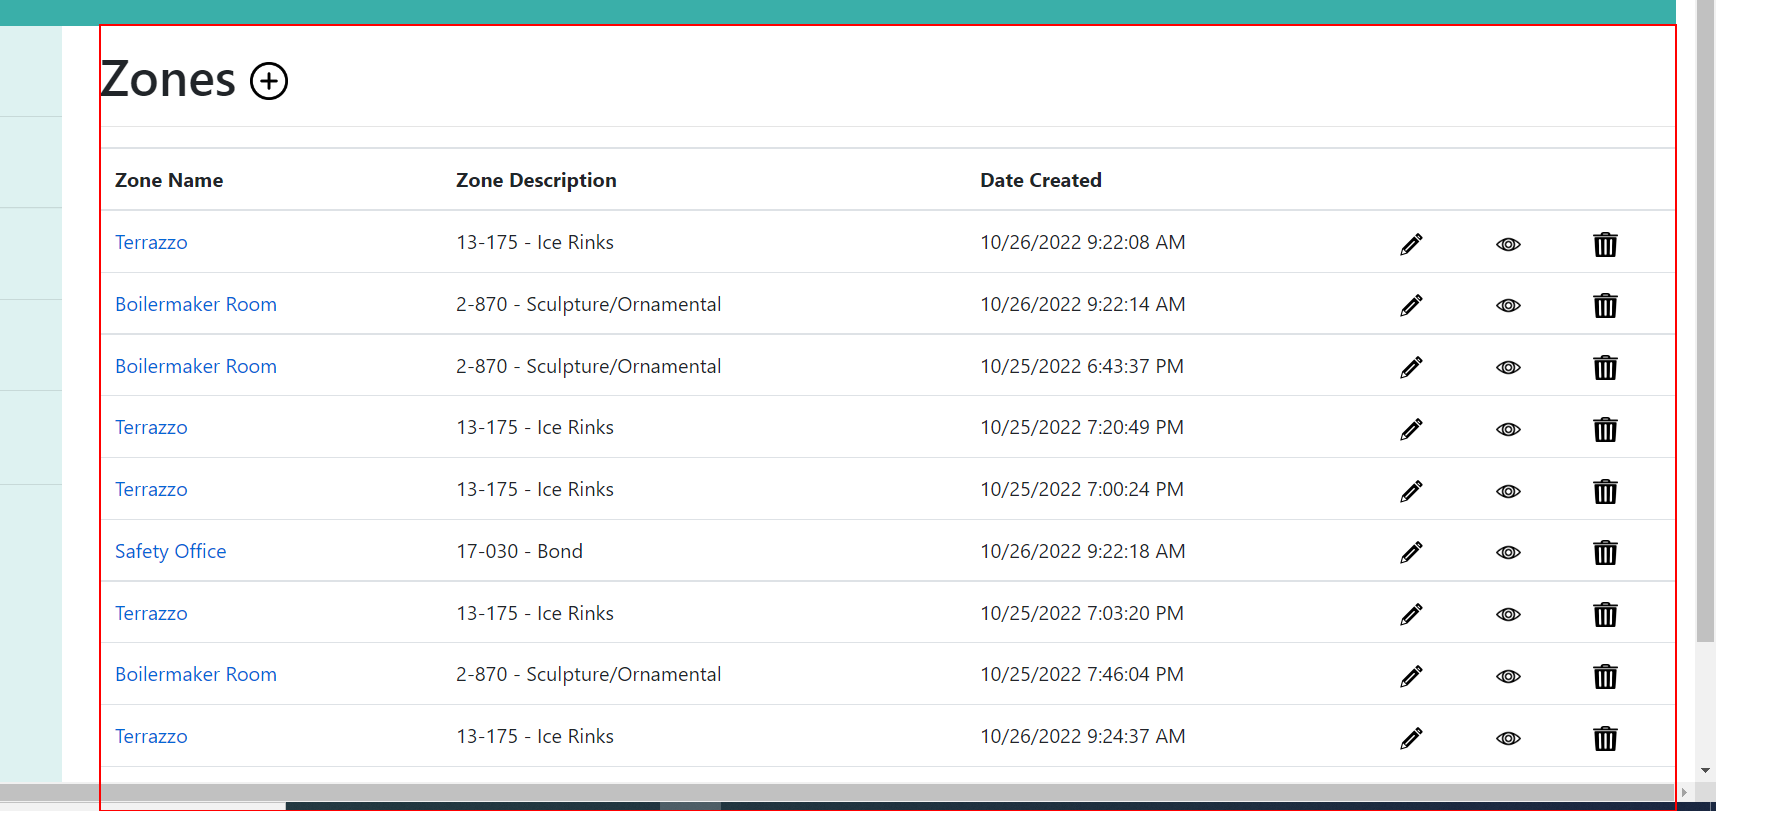 Zones
Zone Name Zone Description Date Created
Terrazzo 13-175 - Ice Rinks 10/26/2022 9:22:08 AM
Boilermaker Room 2-870 - Sculpture/Ornamental 10/26/2022 9:22:14 AM
Boilermaker Room 2-870 - Sculpture/Ornamental 10/25/2022 6:43:37 PM
Terrazzo 13-175 - Ice Rinks 10/25/2022 7:20:49 PM
Terrazzo 13-175 - Ice Rinks 10/25/2022 7:00:24 PM
Safety Office 17-030 - Bond 10/26/2022 9:22:18 AM
Terrazzo 13-175 - Ice Rinks 10/25/2022 7:03:20 PM
Boilermaker Room 2-870 - Sculpture/Ornamental 10/25/2022 7:46:04 PM
Terrazzo 13-175 - Ice Rinks 10/26/2022 9:24:37 AM